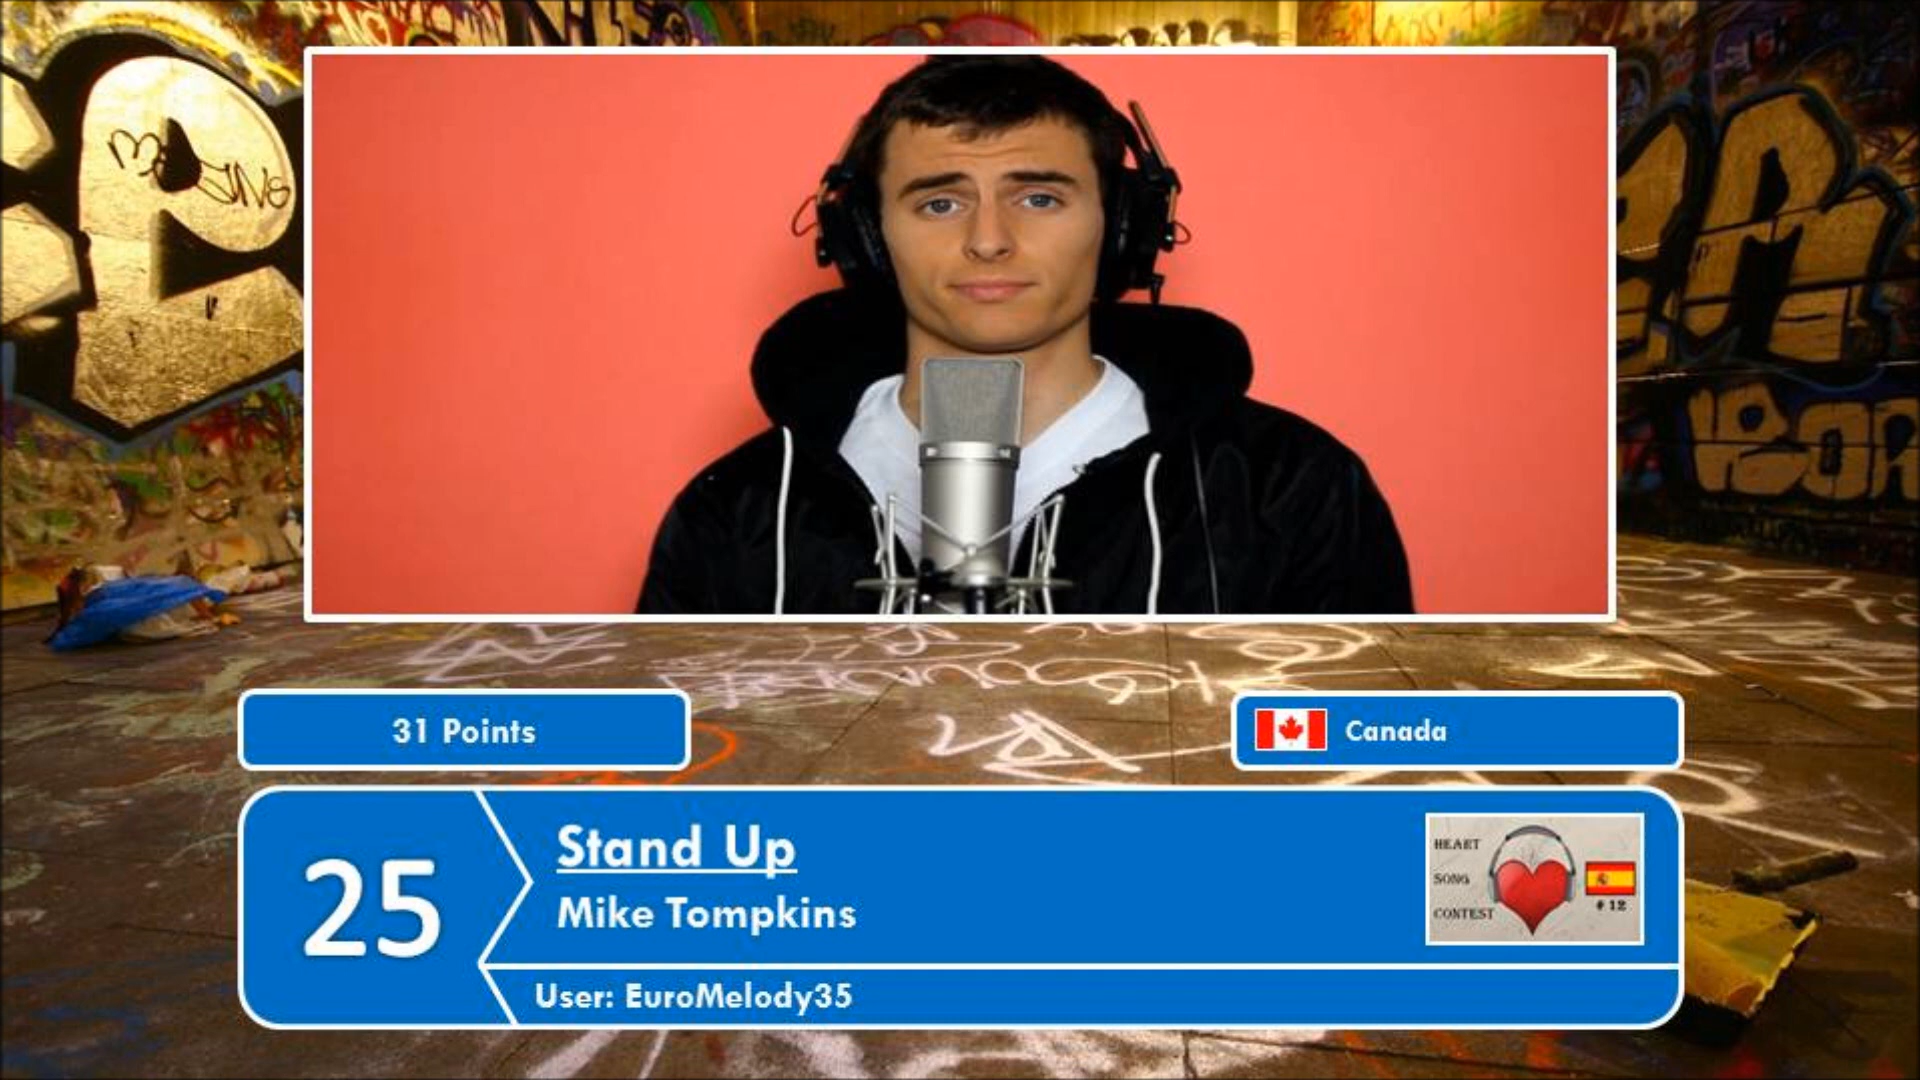 31 Points
Canada
25
Stand Up
Mike Tompkins
User: EuroMelody35
HEART
SONG
CONTEST
#12